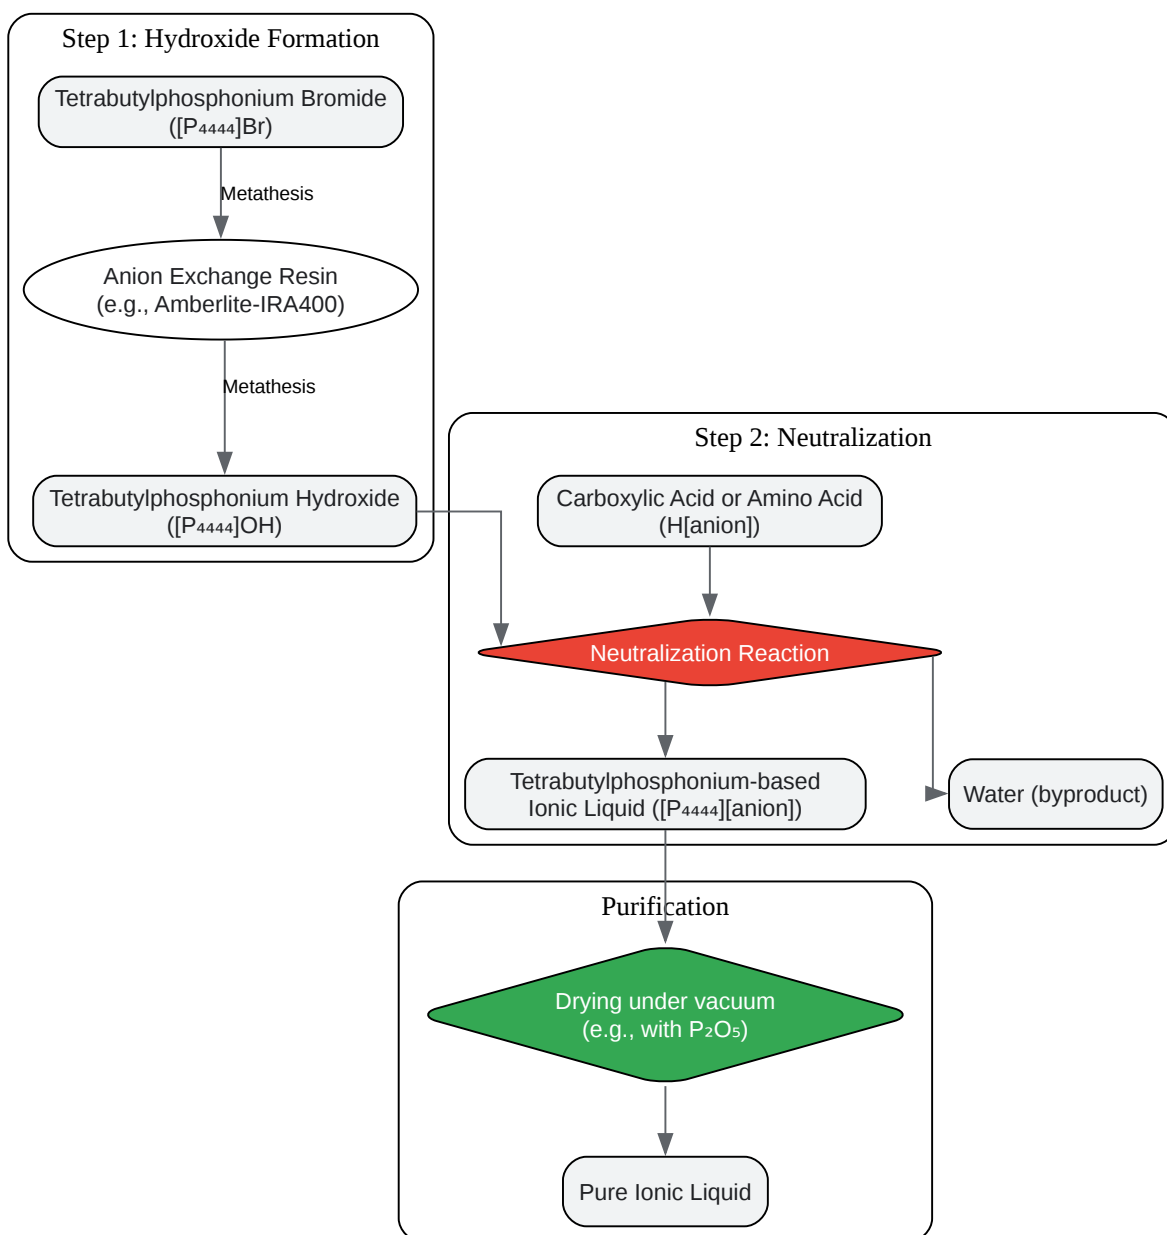 Step 1: Hydroxide Formation
Tetrabutylphosphonium Bromide
([P₄₄₄₄]Br)
Metathesis
Anion Exchange Resin
(e.g., Amberlite-IRA400)
Metathesis
Tetrabutylphosphonium Hydroxide
([P₄₄₄₄]OH)
Step 2: Neutralization
Carboxylic Acid or Amino Acid
(H[anion])
Neutralization Reaction
Tetrabutylphosphonium-based
Ionic Liquid ([P₄₄₄₄][anion])
Water (byproduct)
Purification
Drying under vacuum
(e.g., with P₂O₅)
Pure Ionic Liquid